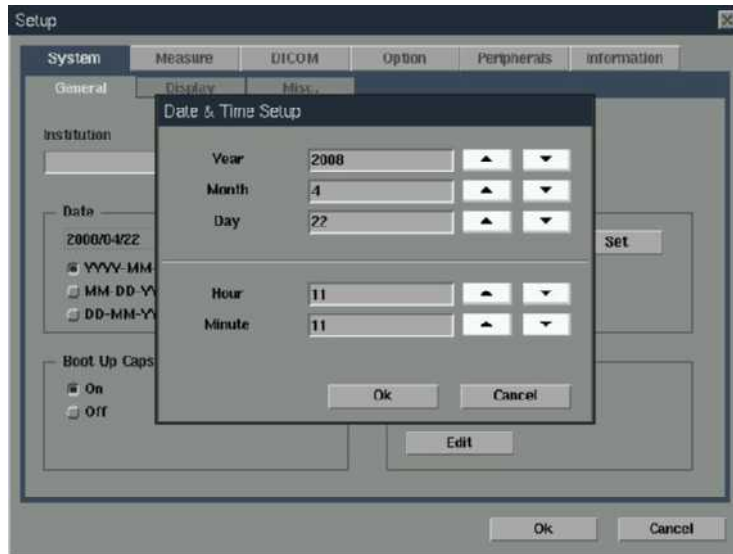 Setup
System Measure DICOM Option Peripherals Information
General Display Misc.
Date & Time Setup
Institution
Year 2008
Month 4
Day 22
Date
2008/04/22
Set
YYYY-MM-
MM-DD-YY
DD-MM-YY
Hour 11
Minute 11
Boot Up Caps
On
Off
Ok Cancel
Edit
Ok Cancel